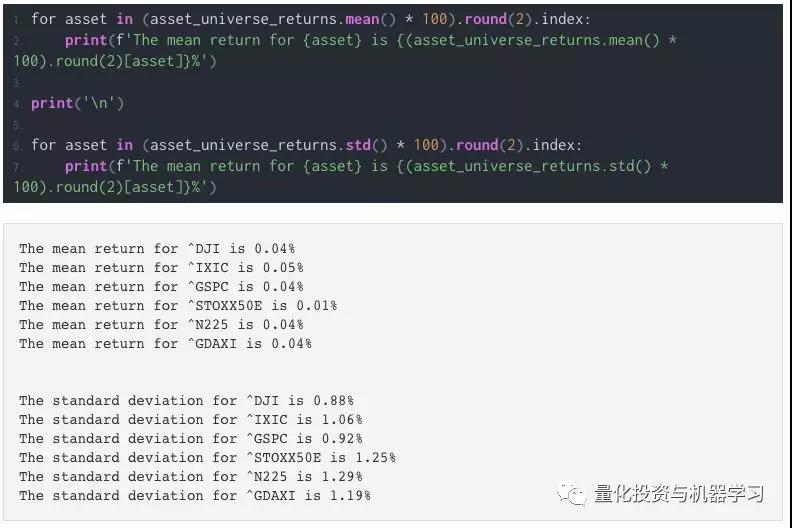 1. for asset in (asset_universe_returns.mean() * 100).round(2).index:
2. print(f'The mean return for {asset} is {(asset_universe_returns.mean() *
100).round(2)[asset]}%')
3.
4. print('\n')
5.
6. for asset in (asset_universe_returns.std() * 100).round(2).index:
7. print(f'The mean return for {asset} is {(asset_universe_returns.std() *
100).round(2)[asset]}%')
The mean return for ^DJI is 0.04%
The mean return for ^IXIC is 0.05%
The mean return for ^GSPC is 0.04%
The mean return for ^STOXX50E is 0.01%
The mean return for ^N225 is 0.04%
The mean return for ^GDAXI is 0.04%
The standard deviation for ^DJI is 0.88%
The standard deviation for ^IXIC is 1.06%
The standard deviation for ^GSPC is 0.92%
The standard deviation for ^STOXX50E is 1.25%
The standard deviation for ^N225 is 1.29%
The standard deviation for ^GDAXI is 1.19%
量化投资与机器学习